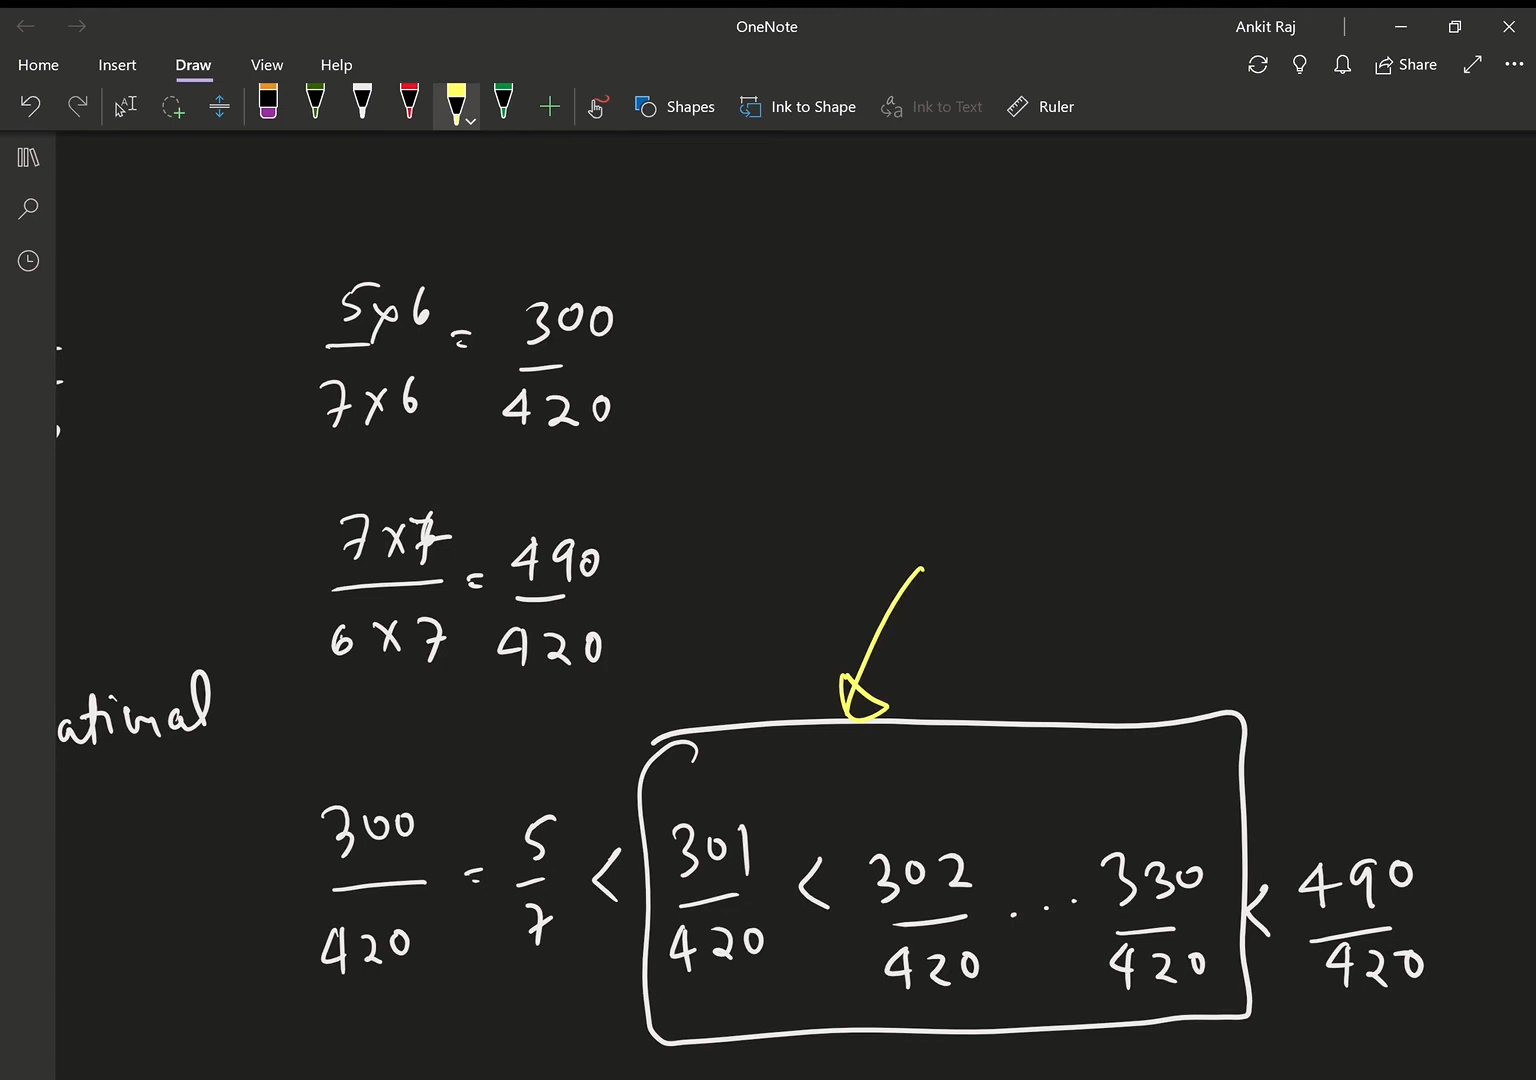 OneNote
Ankit Raj
Home Insert Draw View Help
Share
Shapes Ink to Shape Ink to Text Ruler
5x6 / 7x6 = 300 / 420
7x7 / 6x7 = 490 / 420
ational
300 / 420 = 5 / 7 < 301 / 420 < 302 / 420 .... 330 / 420 < 490 / 420